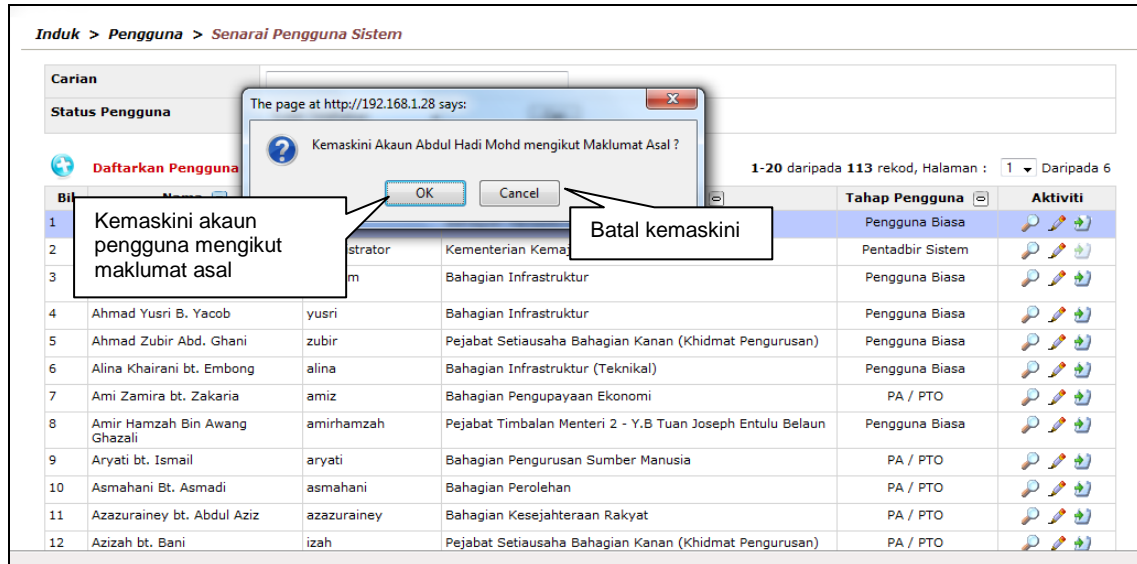 Induk > Pengguna > Senarai Pengguna Sistem
Carian
Status Pengguna
The page at http://192.168.1.28 says:
Kemaskini Akaun Abdul Hadi Mohd mengikut Maklumat Asal ?
OK Cancel
Daftarkan Pengguna
1-20 daripada 113 rekod, Halaman : 1 Daripada 6
Bil Tahap Pengguna Aktiviti
Kemaskini akaun
pengguna mengikut
maklumat asal
Batal kemaskini
1 Pengguna Biasa
2 strator Kementerian Pentadbir Sistem
3 m Bahagian Infrastruktur Pengguna Biasa
4 Ahmad Yusri B. Yacob yusri Bahagian Infrastruktur Pengguna Biasa
5 Ahmad Zubir Abd. Ghani zubir Pejabat Setiausaha Bahagian Kanan (Khidmat Pengurusan) Pengguna Biasa
6 Alina Khairani bt. Embong alina Bahagian Infrastruktur (Teknikal) Pengguna Biasa
7 Ami Zamira bt. Zakaria amiz Bahagian Pengupayaan Ekonomi PA / PTO
8 Amir Hamzah Bin Awang amirhamzah Pejabat Timbalan Menteri 2 - Y.B Tuan Joseph Entulu Belaun Pengguna Biasa
Ghazali
9 Aryati bt. Ismail aryati Bahagian Pengurusan Sumber Manusia PA / PTO
10 Asmahani Bt. Asmadi asmahani Bahagian Perolehan PA / PTO
11 Azazurainey bt. Abdul Aziz azazurainey Bahagian Kesejahteraan Rakyat PA / PTO
12 Azizah bt. Bani izah Pejabat Setiausaha Bahagian Kanan (Khidmat Pengurusan) PA / PTO